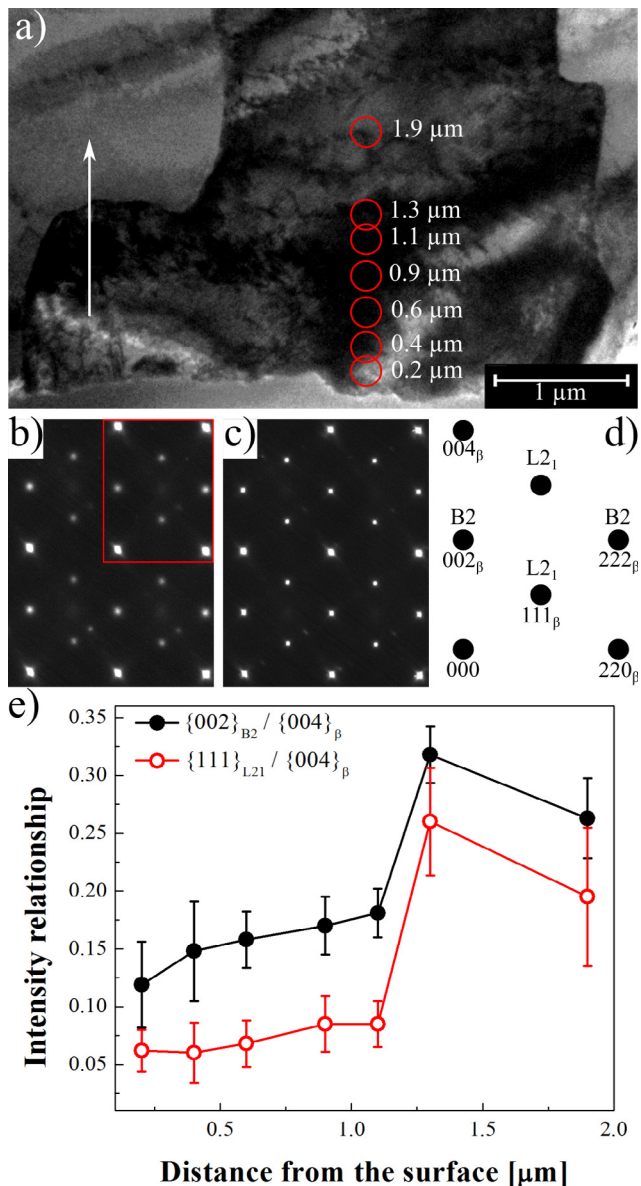 a)
1.9 µm
1.3 µm
1.1 µm
0.9 µm
0.6 µm
0.4 µm
0.2 µm
1 µm
b)
c)
d)
004β
L2₁
B2
B2
002β
222β
L2₁
111β
000
220β
e)
{002}B2 / {004}β
{111}L21 / {004}β
Intensity relationship
0.35
0.30
0.25
0.20
0.15
0.10
0.05
0.5
1.0
1.5
2.0
Distance from the surface [µm]